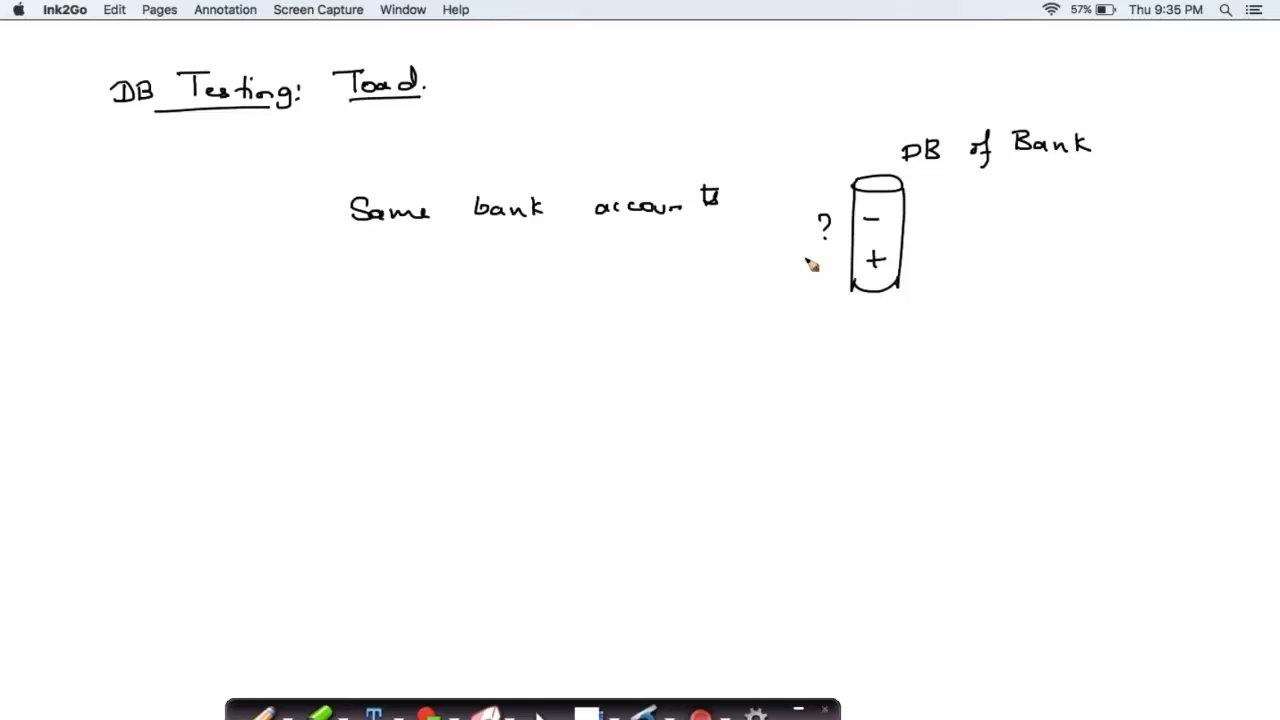 Ink2Go Edit Pages Annotation Screen Capture Window Help 57% Thu 9:35 PM
DB Testing: Toad.
DB of Bank
Same bank accounts
?
-
+